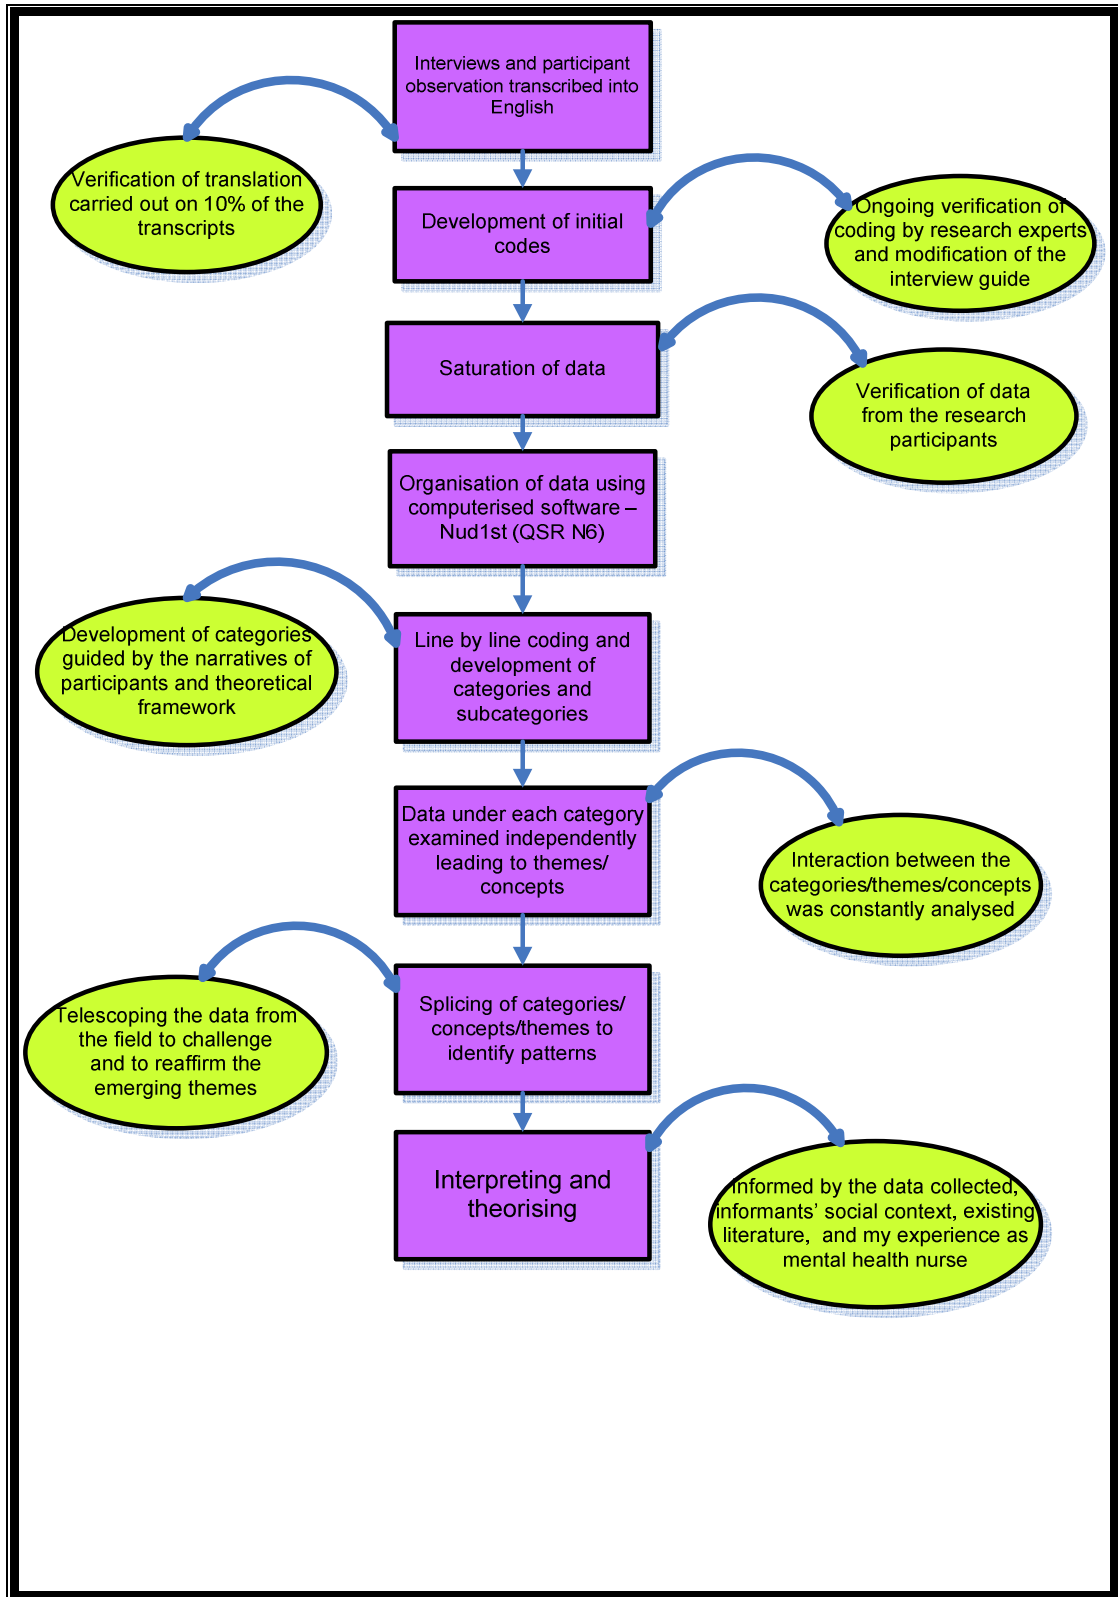 Interviews and participant
observation transcribed into
English
Verification of translation
carried out on 10% of the
transcripts
Development of initial
codes
Ongoing verification of
coding by research experts
and modification of the
interview guide
Saturation of data
Verification of data
from the research
participants
Organisation of data using
computerised software –
Nud1st (QSR N6)
Line by line coding and
development of
categories and
subcategories
Development of categories
guided by the narratives of
participants and theoretical
framework
Data under each category
examined independently
leading to themes/
concepts
Interaction between the
categories/themes/concepts
was constantly analysed
Splicing of categories/
concepts/themes to
identify patterns
Telescoping the data from
the field to challenge
and to reaffirm the
emerging themes
Interpreting and
theorising
Informed by the data collected,
informants’ social context, existing
literature, and my experience as
mental health nurse